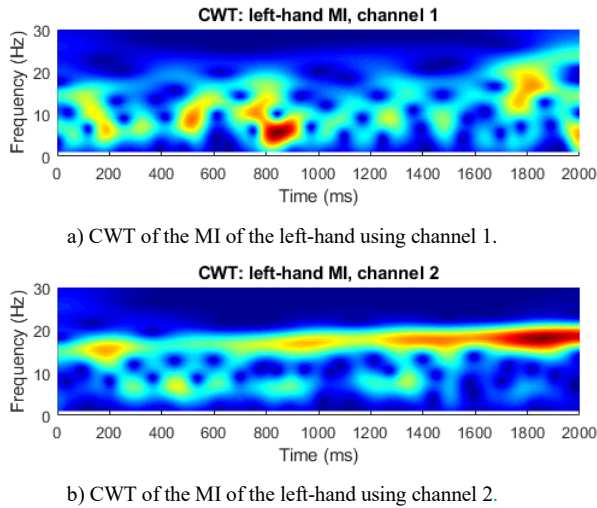 CWT: left-hand MI, channel 1
Frequency (Hz)
30
20
10
0
0 200 400 600 800 1000 1200 1400 1600 1800 2000
Time (ms)
a) CWT of the MI of the left-hand using channel 1.
CWT: left-hand MI, channel 2
Frequency (Hz)
30
20
10
0
0 200 400 600 800 1000 1200 1400 1600 1800 2000
Time (ms)
b) CWT of the MI of the left-hand using channel 2.